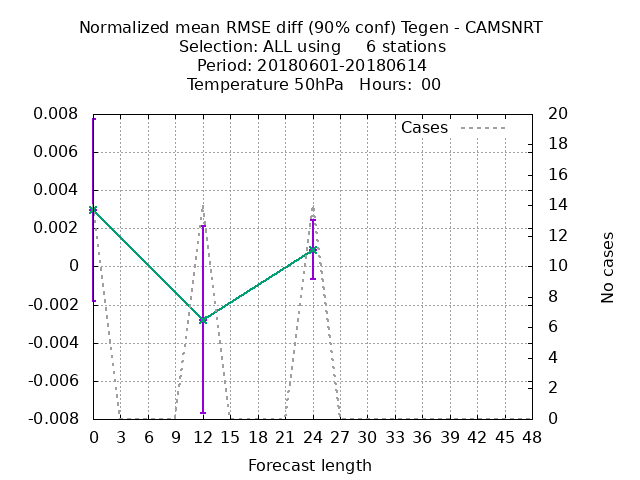 Normalized mean RMSE diff (90% conf) Tegen - CAMSNRT
Selection: ALL using     6 stations
Period: 20180601-20180614
Temperature 50hPa   Hours:  00
Cases
0.008
0.006
0.004
0.002
0
-0.002
-0.004
-0.006
-0.008
20
18
16
14
12
10
8
6
4
2
0
No cases
0 3 6 9 12 15 18 21 24 27 30 33 36 39 42 45 48
Forecast length